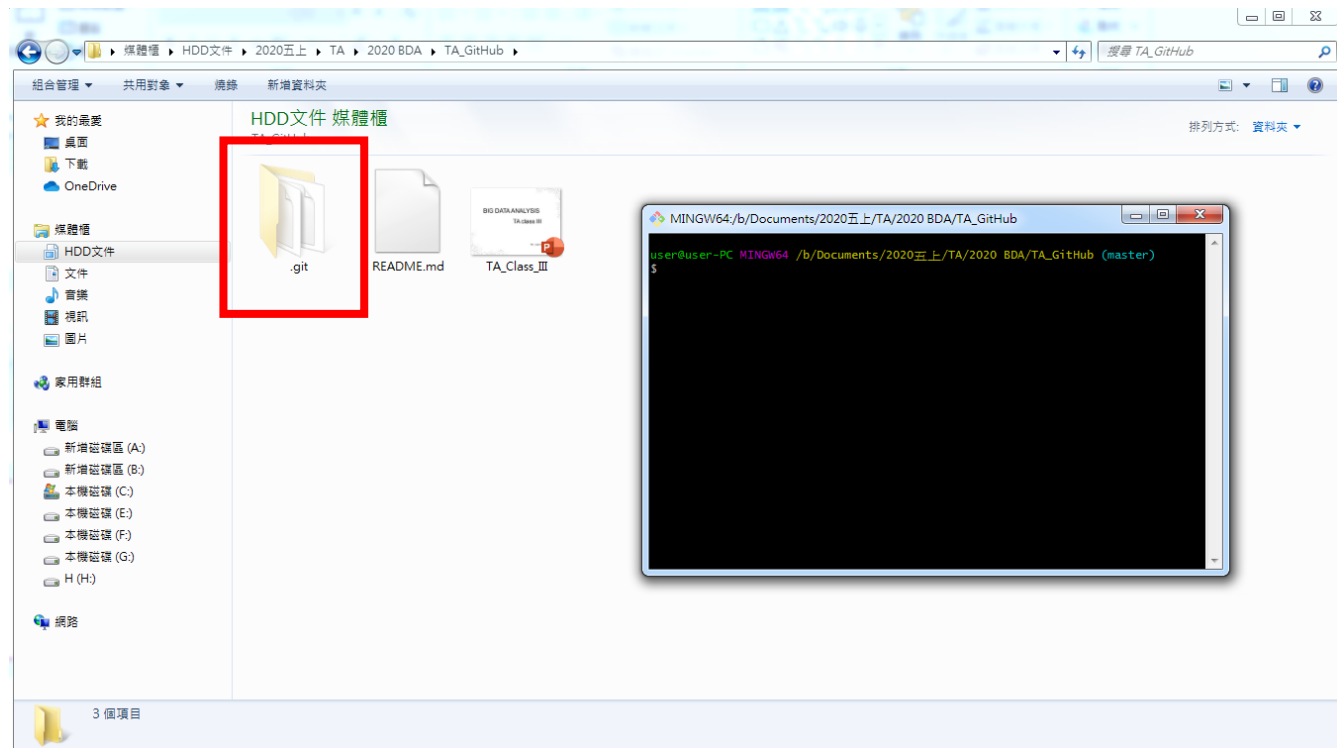 媒體櫃 ▸ HDD文件 ▸ 2020五上 ▸ TA ▸ 2020 BDA ▸ TA_GitHub ▸
搜尋 TA_GitHub
組合管理 共用對象 燒錄 新增資料夾
我的最愛
桌面
下載
OneDrive
媒體櫃
HDD文件
文件
音樂
視訊
圖片
家用群組
電腦
新增磁碟區 (A:)
新增磁碟區 (B:)
本機磁碟 (C:)
本機磁碟 (E:)
本機磁碟 (F:)
本機磁碟 (G:)
H (H:)
網路
HDD文件 媒體櫃
TA_GitHub
排列方式: 資料夾
.git
README.md
BIG DATA ANALYSIS
TA class III
TA_Class_III
MINGW64:/b/Documents/2020五上/TA/2020 BDA/TA_GitHub
user@user-PC MINGW64 /b/Documents/2020五上/TA/2020 BDA/TA_GitHub (master)
$
3 個項目